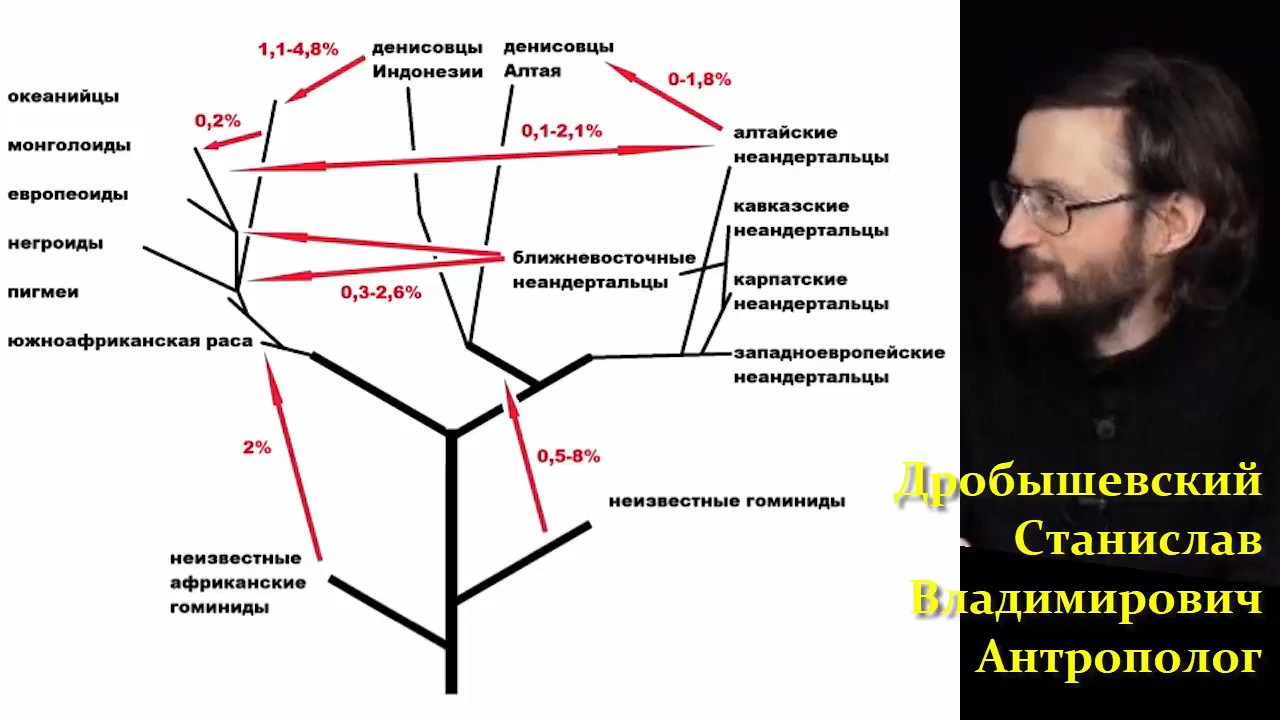 1,1-4,8%
денисовцы
Индонезии
денисовцы
Алтая
0-1,8%
океанийцы
0,2%
монголоиды
0,1-2,1%
алтайские
неандертальцы
европеоиды
кавказские
неандертальцы
негроиды
ближневосточные
неандертальцы
0,3-2,6%
карпатские
неандертальцы
пигмеи
южноафриканская раса
западноевропейские
неандертальцы
2%
0,5-8%
неизвестные гоминиды
неизвестные
африканские
гоминиды
Дробышевский
Станислав
Владимирович
Антрополог